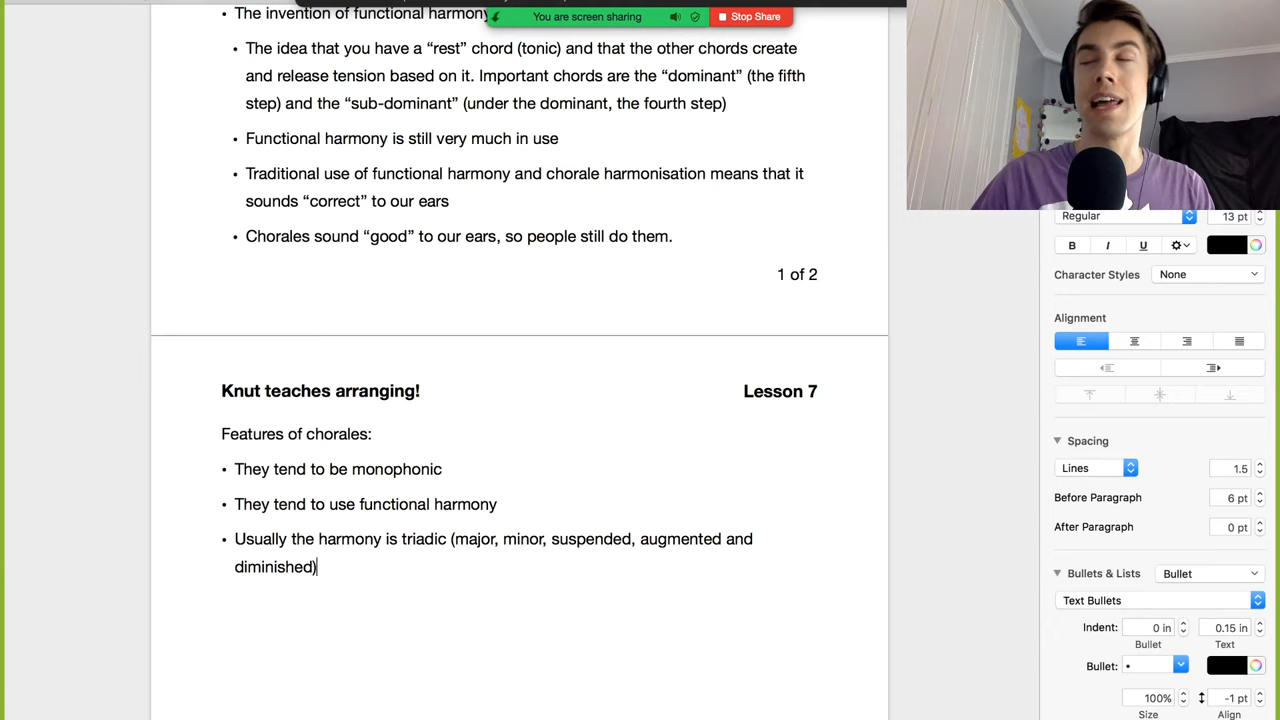 The invention of functional harmony
You are screen sharing
Stop Share
• The idea that you have a “rest” chord (tonic) and that the other chords create
and release tension based on it. Important chords are the “dominant” (the fifth
step) and the “sub-dominant” (under the dominant, the fourth step)
• Functional harmony is still very much in use
• Traditional use of functional harmony and chorale harmonisation means that it
sounds “correct” to our ears
• Chorales sound “good” to our ears, so people still do them.
1 of 2
Knut teaches arranging!
Lesson 7
Features of chorales:
• They tend to be monophonic
• They tend to use functional harmony
• Usually the harmony is triadic (major, minor, suspended, augmented and
diminished)
Regular
13 pt
B I U
Character Styles
None
Alignment
Spacing
Lines
1.5
Before Paragraph
6 pt
After Paragraph
0 pt
Bullets & Lists
Bullet
Text Bullets
Indent:
0 in
0.15 in
Bullet
Text
Bullet:
•
100%
-1 pt
Size
Align